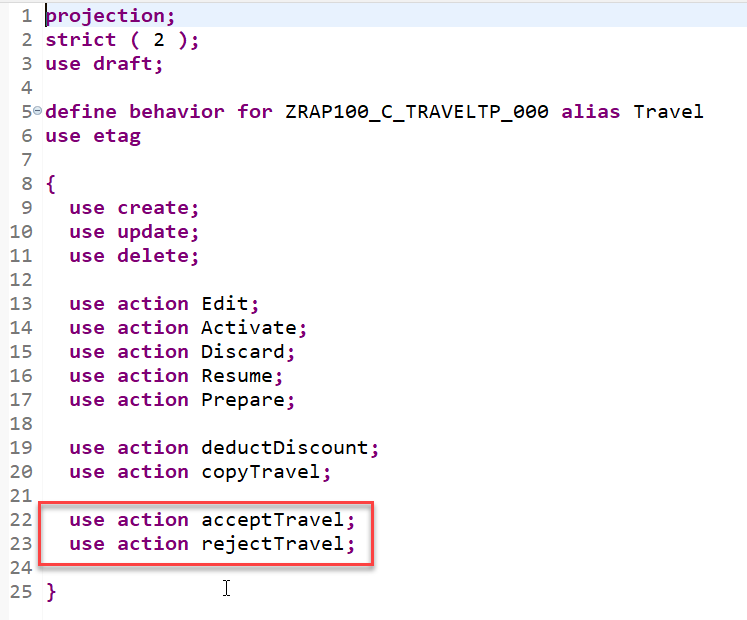 1 projection;
2 strict ( 2 );
3 use draft;
4
5 define behavior for ZRAP100_C_TRAVELTP_000 alias Travel
6 use etag
7
8 {
9 use create;
10 use update;
11 use delete;
12
13 use action Edit;
14 use action Activate;
15 use action Discard;
16 use action Resume;
17 use action Prepare;
18
19 use action deductDiscount;
20 use action copyTravel;
21
22 use action acceptTravel;
23 use action rejectTravel;
24
25 }